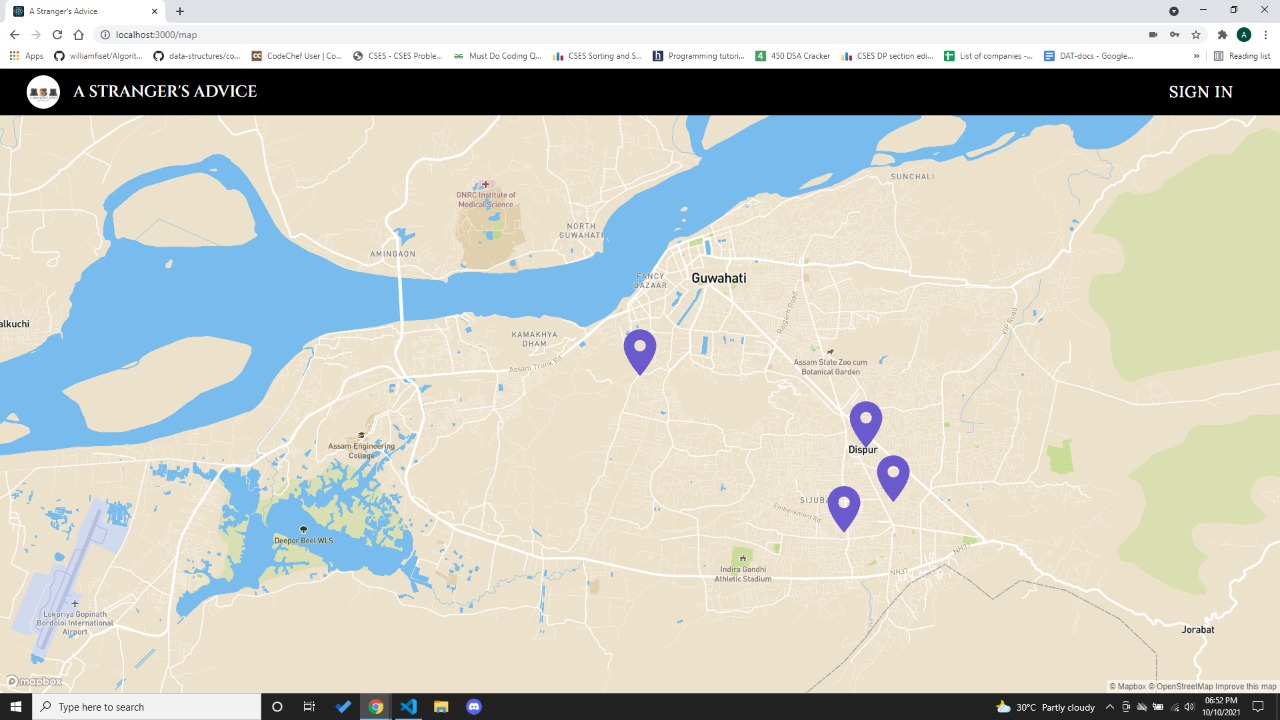 A Stranger's Advice
localhost:3000/map
Apps
williamfiset/Algorit...
data-structures/co...
CodeChef User | Co...
CSES - CSES Proble...
Must Do Coding Q...
CSES Sorting and S...
Programming tutori...
450 DSA Cracker
CSES DP section edi...
List of companies -...
DAT-docs - Google...
»
Reading list
A STRANGER'S ADVICE
SIGN IN
SUNCHALI
GNRC Institute of
Medical Science
NORTH
GUWAHATI
AMINGAON
FANCY
BAZAAR
Guwahati
alkuchi
KAMAKHYA
DHAM
Assam Trunk Rd
Assam State Zoo cum
Botanical Garden
Assam Engineering
College
Dispur
SIJUBA
Embankment Rd
Deepor Beel WLS
Indira Gandhi
Athletic Stadium
NH37
NH37
Lokpriya Gopinath
Bordoloi International
Airport
Jorabat
mapbox
© Mapbox © OpenStreetMap Improve this map
Type here to search
30°C Partly cloudy
06:52 PM
10/10/2021